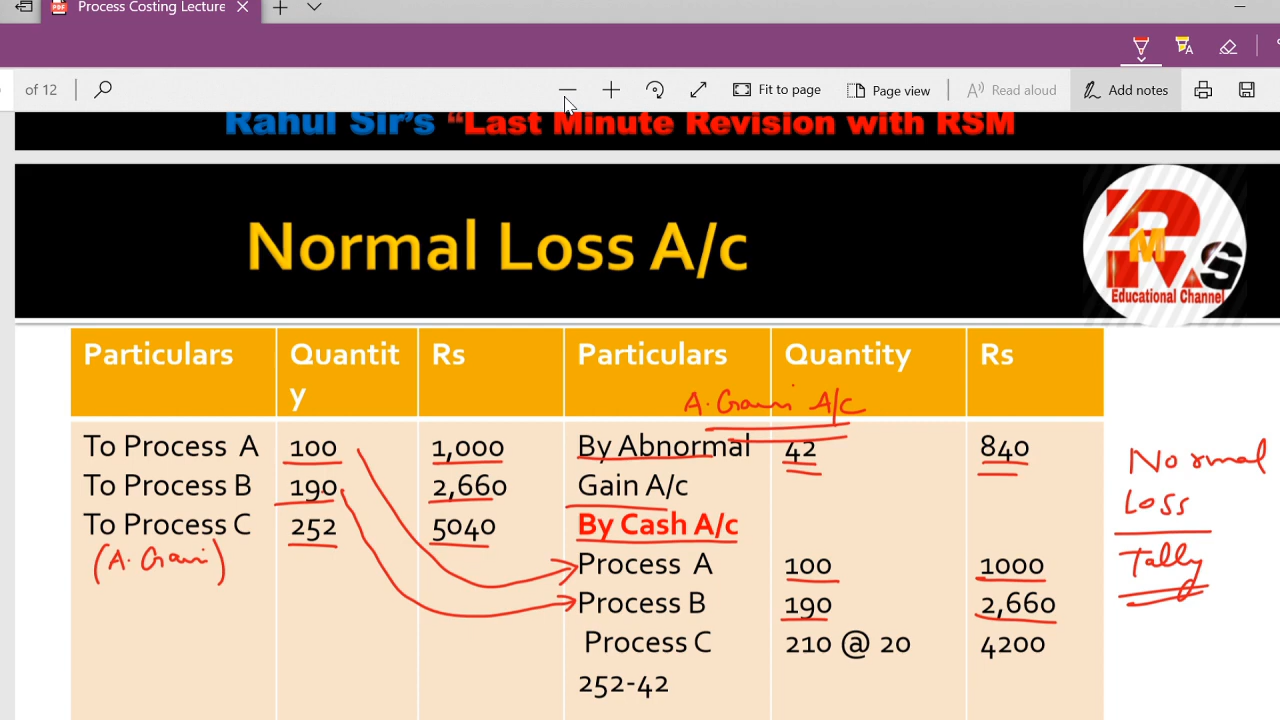 Process Costing Lecture
of 12
Fit to page
Page view
Read aloud
Add notes
Rahul Sir's "Last Minute Revision with RSM
Normal Loss A/c
RMS
Educational Channel
Particulars Quantit Rs Particulars Quantity Rs
y
A. Gain A/c
To Process A 100 1,000 By Abnormal 42 840
To Process B 190 2,660 Gain A/c
To Process C 252 5040 By Cash A/c
(A. Gain)
Process A 100 1000
Process B 190 2,660
Process C 210 @ 20 4200
252-42
Normal
Loss
Tally